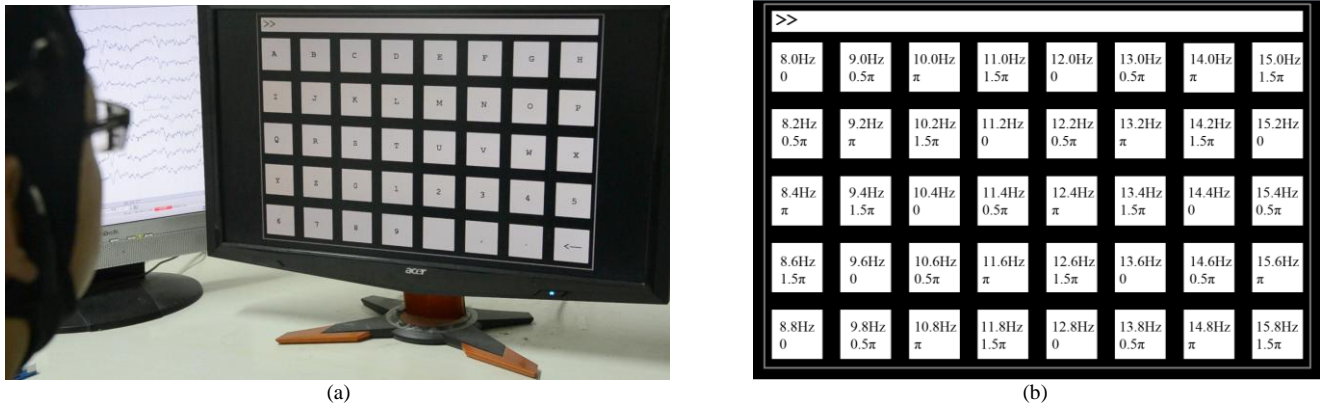 >>
A B C D E F G H
I J K L M N O P
Q R S T U V W X
Y Z 0 1 2 3 4 5
6 7 8 9 , . <—
acer
(a)
>>
8.0Hz 9.0Hz 10.0Hz 11.0Hz 12.0Hz 13.0Hz 14.0Hz 15.0Hz
0 0.5π π 1.5π 0 0.5π π 1.5π
8.2Hz 9.2Hz 10.2Hz 11.2Hz 12.2Hz 13.2Hz 14.2Hz 15.2Hz
0.5π π 1.5π 0 0.5π π 1.5π 0
8.4Hz 9.4Hz 10.4Hz 11.4Hz 12.4Hz 13.4Hz 14.4Hz 15.4Hz
π 1.5π 0 0.5π π 1.5π 0 0.5π
8.6Hz 9.6Hz 10.6Hz 11.6Hz 12.6Hz 13.6Hz 14.6Hz 15.6Hz
1.5π 0 0.5π π 1.5π 0 0.5π π
8.8Hz 9.8Hz 10.8Hz 11.8Hz 12.8Hz 13.8Hz 14.8Hz 15.8Hz
0 0.5π π 1.5π 0 0.5π π 1.5π
(b)